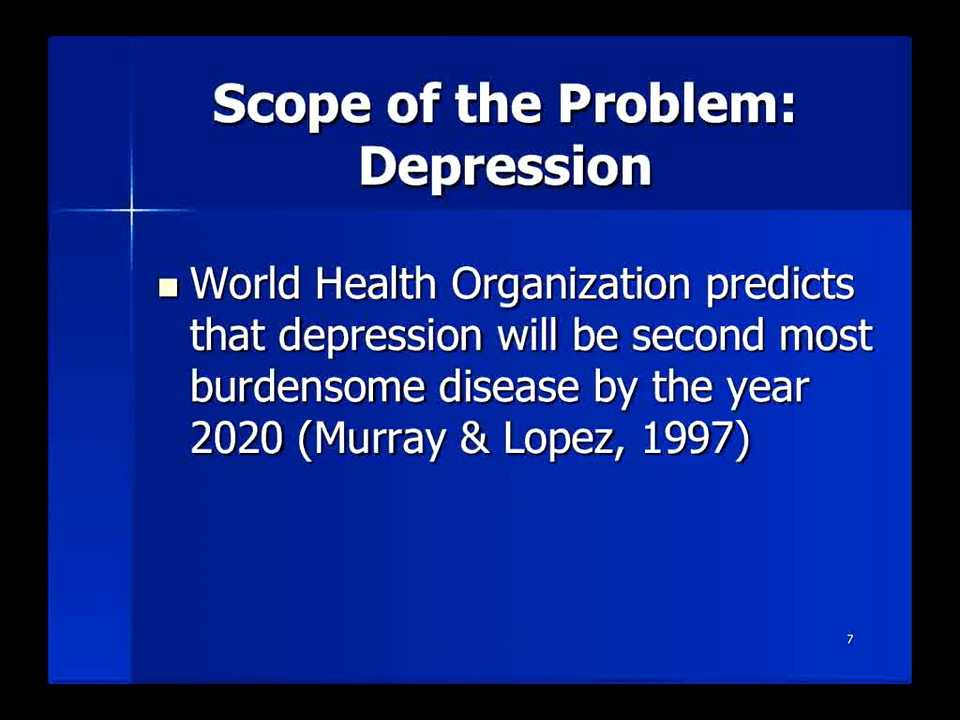 Scope of the Problem:
Depression
World Health Organization predicts
that depression will be second most
burdensome disease by the year
2020 (Murray & Lopez, 1997)
7